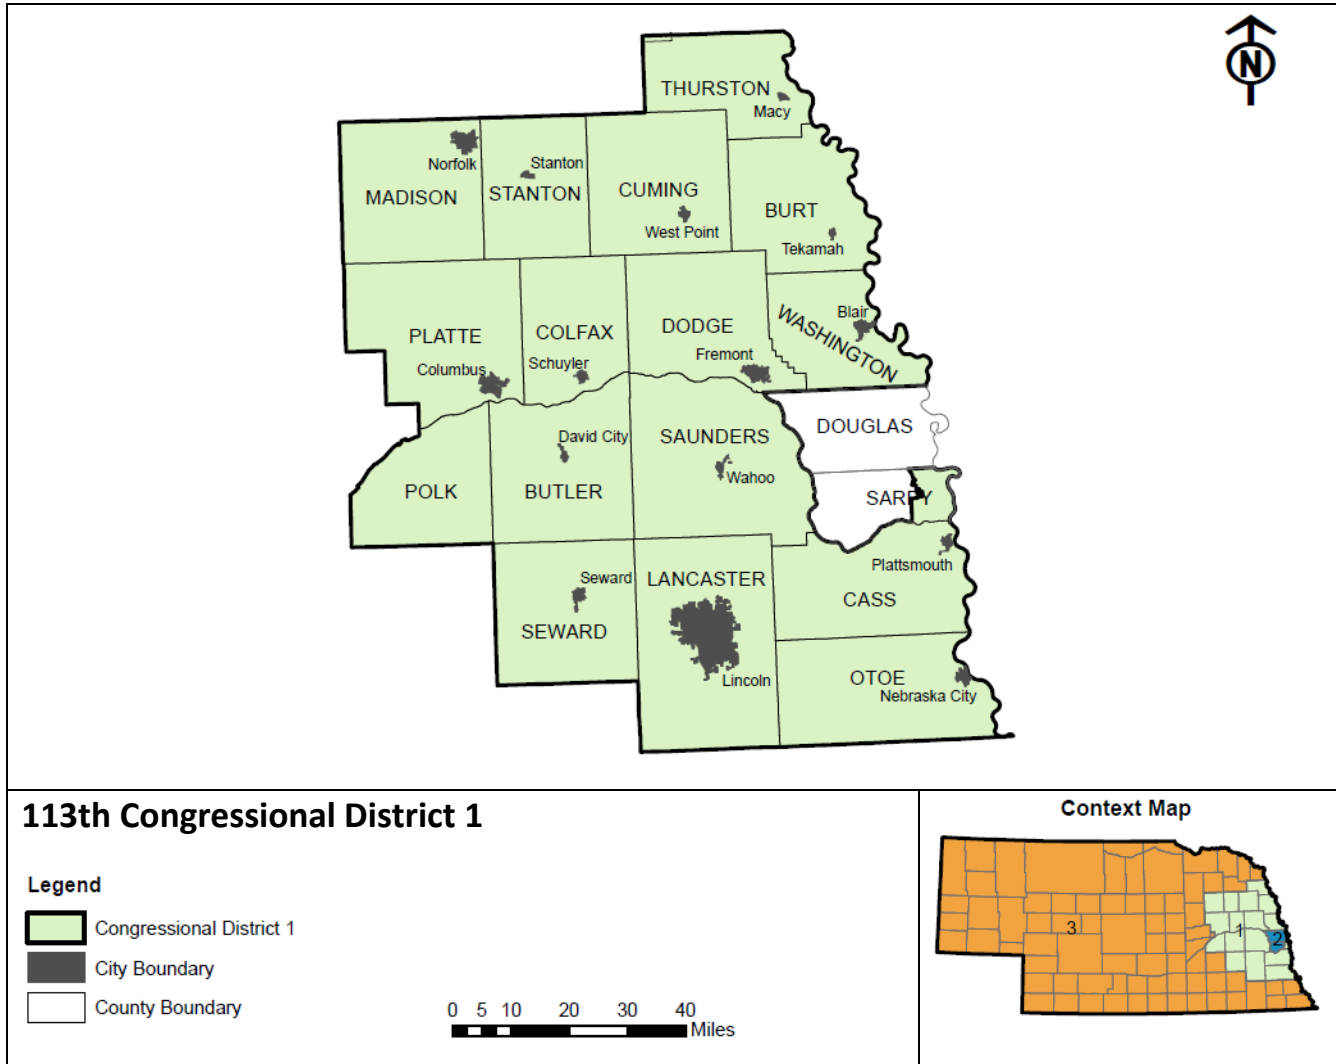 N
THURSTON
Macy
Norfolk
Stanton
MADISON
STANTON
CUMING
West Point
BURT
Tekamah
PLATTE
COLFAX
DODGE
Blair
WASHINGTON
Columbus
Schuyler
Fremont
DOUGLAS
David City
SAUNDERS
Wahoo
POLK
BUTLER
SARPY
Plattsmouth
Seward
LANCASTER
CASS
SEWARD
Lincoln
OTOE
Nebraska City
113th Congressional District 1
Legend
Congressional District 1
City Boundary
County Boundary
0 5 10 20 30 40
Miles
Context Map
3
1
2